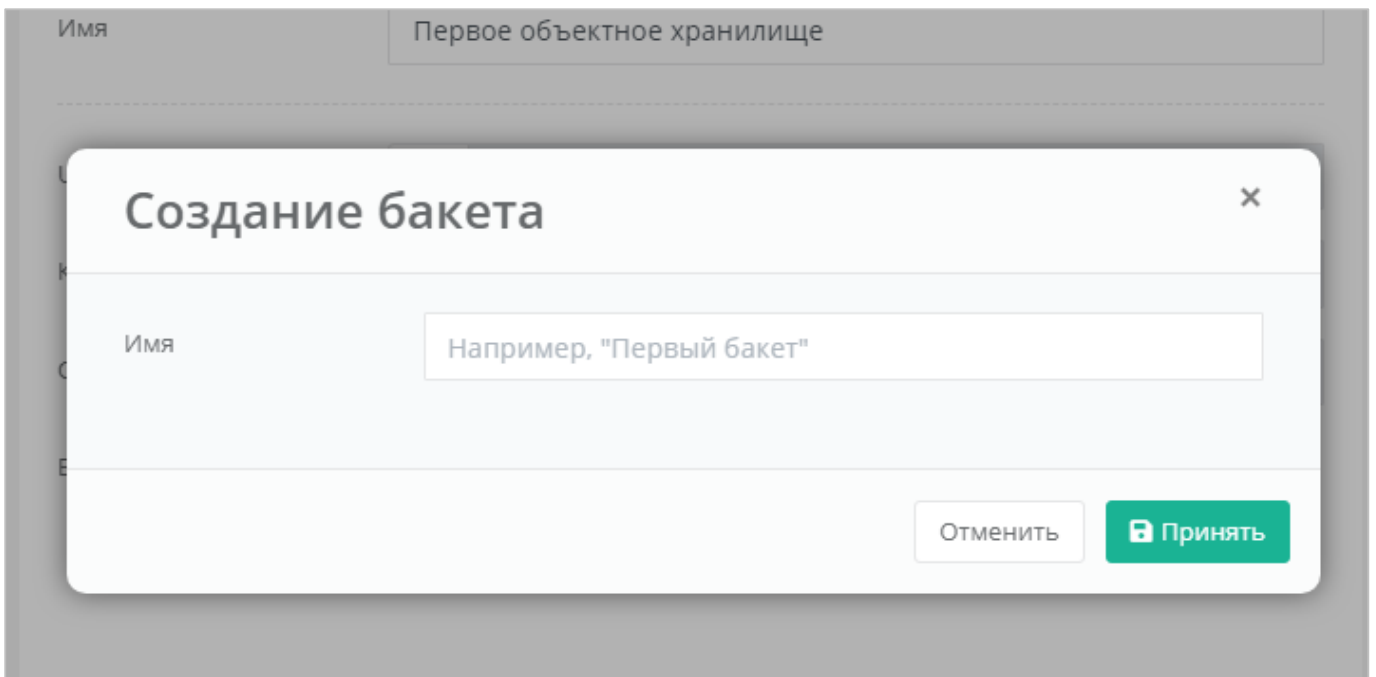 Имя
Первое объектное хранилище
Создание бакета
×
Имя
Например, "Первый бакет"
Отменить
Принять